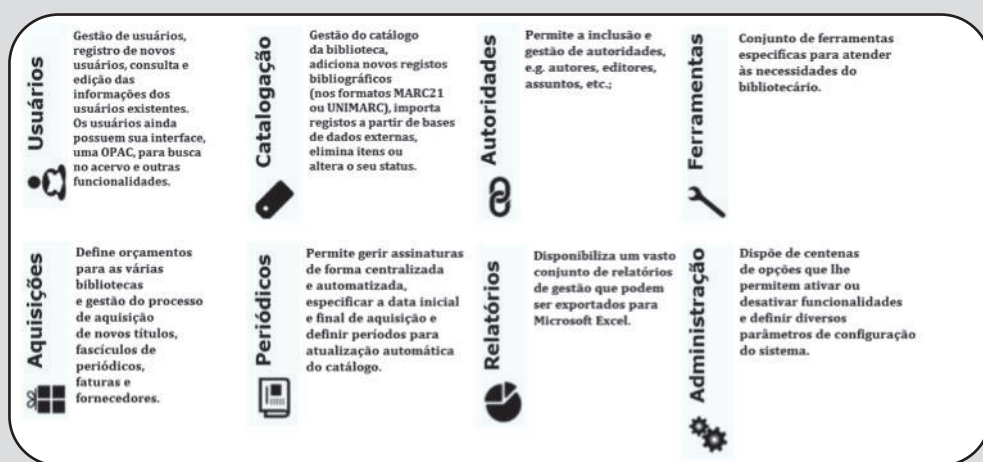 Usuários
Gestão de usuários,
registro de novos
usuários, consulta e
edição das
informações dos
usuários existentes.
Os usuários ainda
possuem sua interface,
uma OPAC, para busca
no acervo e outras
funcionalidades.
Catalogação
Gestão do catálogo
da biblioteca,
adiciona novos registos
bibliográficos
(nos formatos MARC21
ou UNIMARC), importa
registos a partir de bases
de dados externas,
elimina itens ou
altera o seu status.
Autoridades
Permite a inclusão e
gestão de autoridades,
e.g. autores, editores,
assuntos, etc.;
Ferramentas
Conjunto de ferramentas
específicas para atender
às necessidades do
bibliotecário.
Aquisições
Define orçamentos
para as várias
bibliotecas
e gestão do processo
de aquisição
de novos títulos,
fascículos de
periódicos,
faturas e
fornecedores.
Periódicos
Permite gerir assinaturas
de forma centralizada
e automatizada,
especificar a data inicial
e final de aquisição e
definir períodos para
atualização automática
do catálogo.
Relatórios
Disponibiliza um vasto
conjunto de relatórios
de gestão que podem
ser exportados para
Microsoft Excel.
Administração
Dispõe de centenas
de opções que lhe
permitem ativar ou
desativar funcionalidades
e definir diversos
parâmetros de configuração
do sistema.